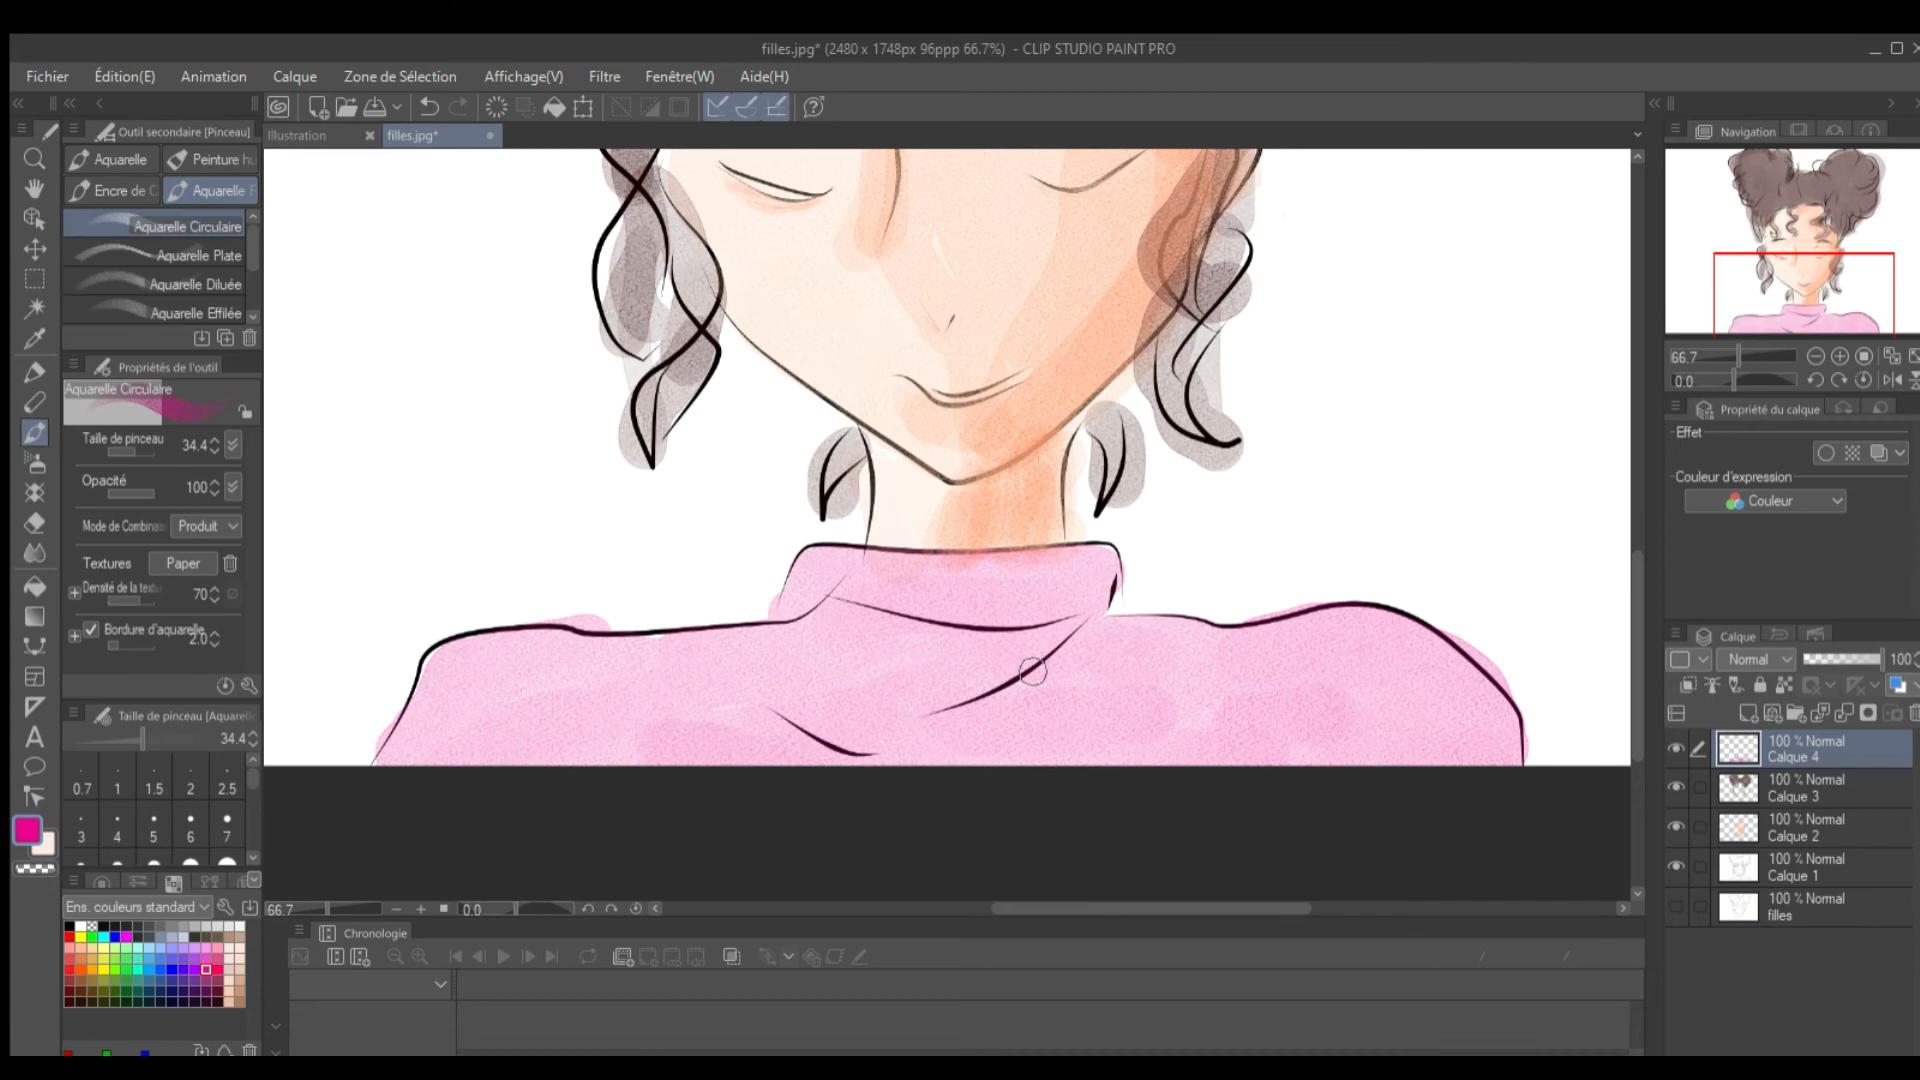 filles.jpg* (2480 x 1748px 96ppp 66.7%) - CLIP STUDIO PAINT PRO
Fichier Édition(E) Animation Calque Zone de Sélection Affichage(V) Filtre Fenêtre(W) Aide(H)
Outil secondaire [Pinceau]
Illustration
filles.jpg*
Navigation
Aquarelle
Peinture hu
Encre de C
Aquarelle F
Aquarelle Circulaire
Aquarelle Plate
Aquarelle Diluée
Aquarelle Effilée
Propriétés de l'outil
Aquarelle Circulaire
Taille de pinceau 34.4
Opacité 100
Mode de Combinais Produit
Textures Paper
Densité de la textu 70
Bordure d'aquarelle 2.0
Taille de pinceau [Aquarelle
34.4
0.7 1 1.5 2 2.5
3 4 5 6 7
Ens. couleurs standard
66.7 0.0
Chronologie
66.7
0.0
Propriété du calque
Effet
Couleur d'expression
Couleur
Calque
Normal 100
100 % Normal
Calque 4
100 % Normal
Calque 3
100 % Normal
Calque 2
100 % Normal
Calque 1
100 % Normal
filles